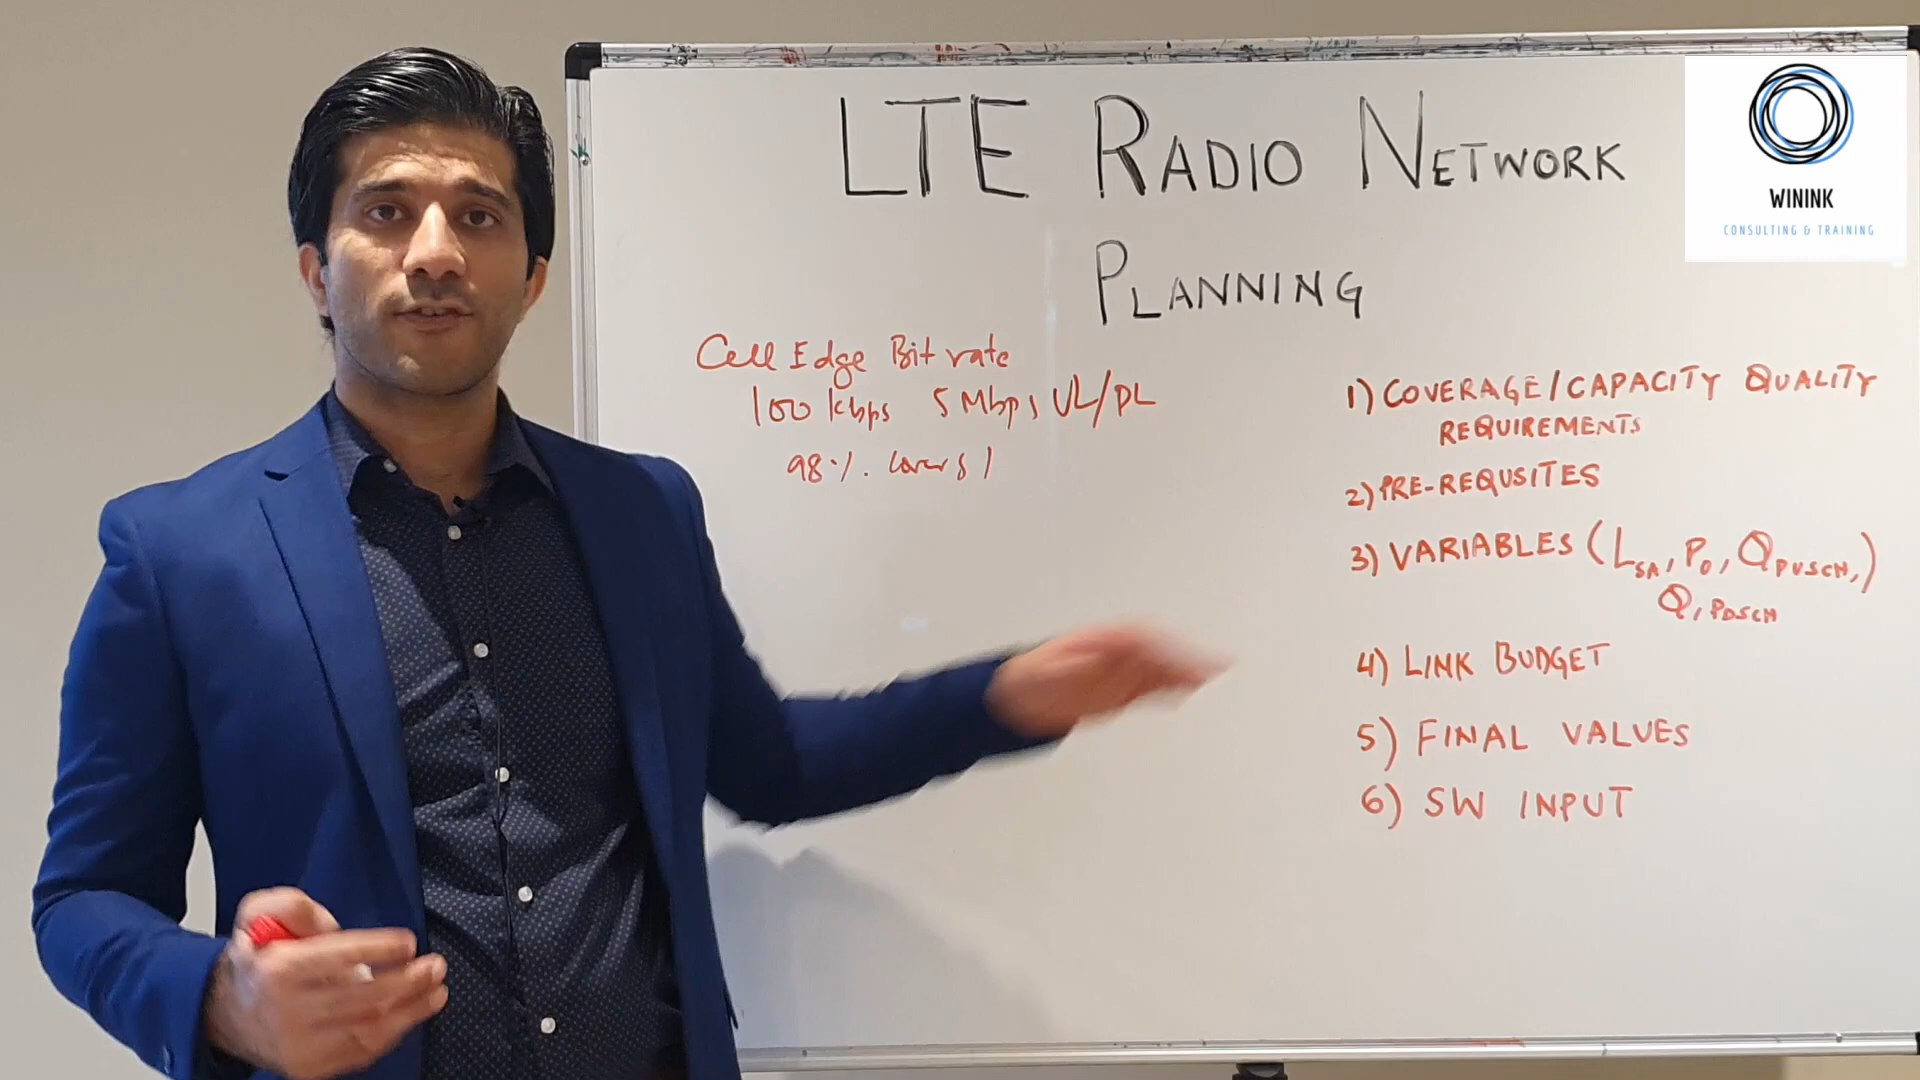 LTE RADIO NETWORK
PLANNING
WININK
CONSULTING & TRAINING
Cell Edge Bit rate
100 kbps 5 Mbps UL/DL
98 %.
1) COVERAGE/CAPACITY QUALITY
REQUIREMENTS
2) PRE-REQUSITES
3) VARIABLES (LSA, P0, QPUSCH,)
Q, PDSCH
4) LINK BUDGET
5) FINAL VALUES
6) SW INPUT